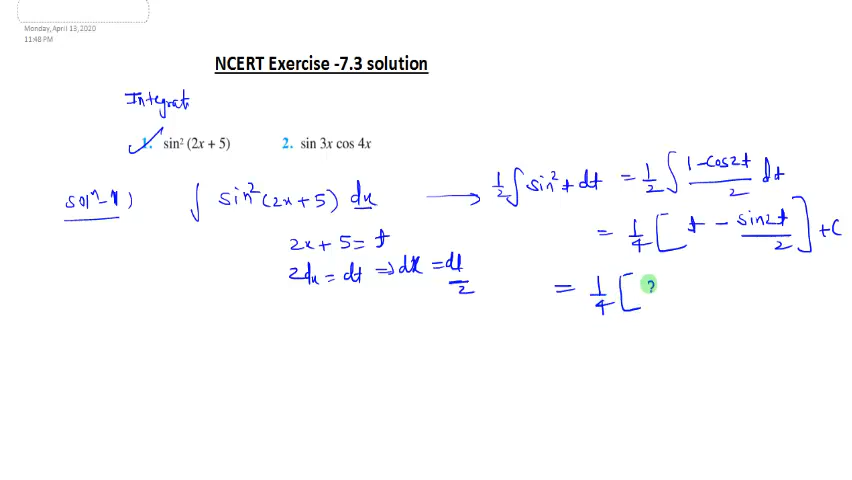 Monday, April 13, 2020
11:48 PM
NCERT Exercise -7.3 solution
Integrat
1. sin² (2x + 5) 2. sin 3x cos 4x
solⁿ-1) ∫ sin² (2x + 5) dx → 1/2 ∫ sin² t dt = 1/2 ∫ (1-cos2t)/2 dt
2x + 5 = t
= 1/4 [ t - sin2t/2 ] + C
2dx = dt ⇒ dx = dt/2
= 1/4 [ ?